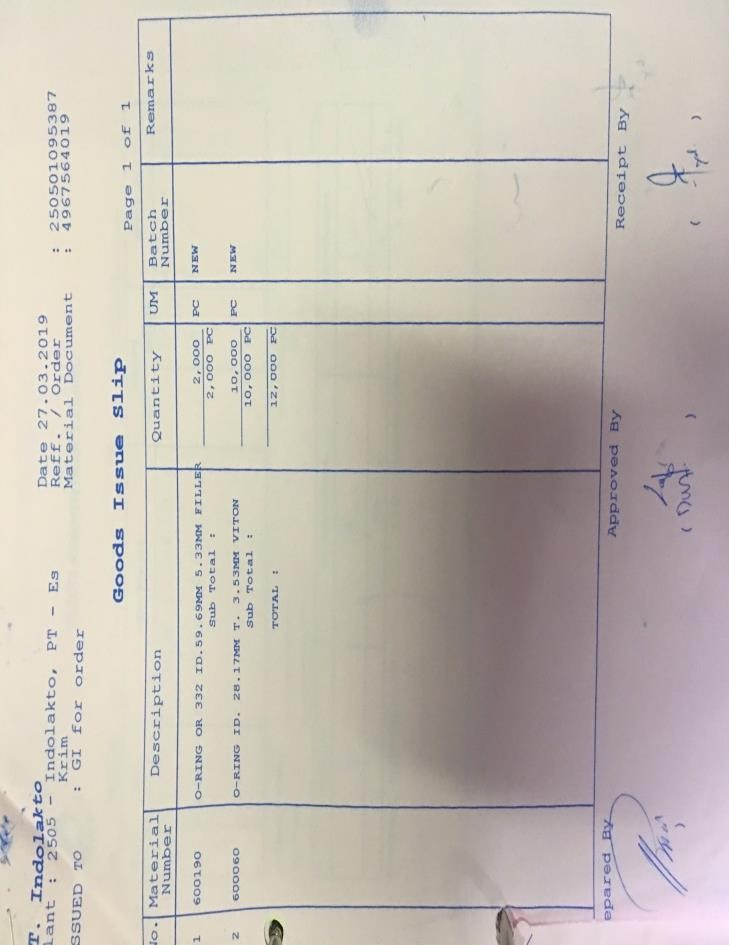 T. Indolakto
lant : 2505 - Indolakto, PT - Es Date 27.03.2019
Krim Reff. / Order : 250501095387
SSUED TO : GI for order Material Document : 4967564019
Goods Issue Slip
Page 1 of 1
No. Material Number Description Quantity UM Batch Number Remarks
1 600190 O-RING OR 332 ID.59.69MM 5.33MM FILLER 2,000 PC NEW
Sub Total : 2,000 PC
2 600060 O-RING ID. 28.17MM T. 3.53MM VITON 10,000 PC NEW
Sub Total : 10,000 PC
TOTAL : 12,000 PC
epared By Approved By Receipt By